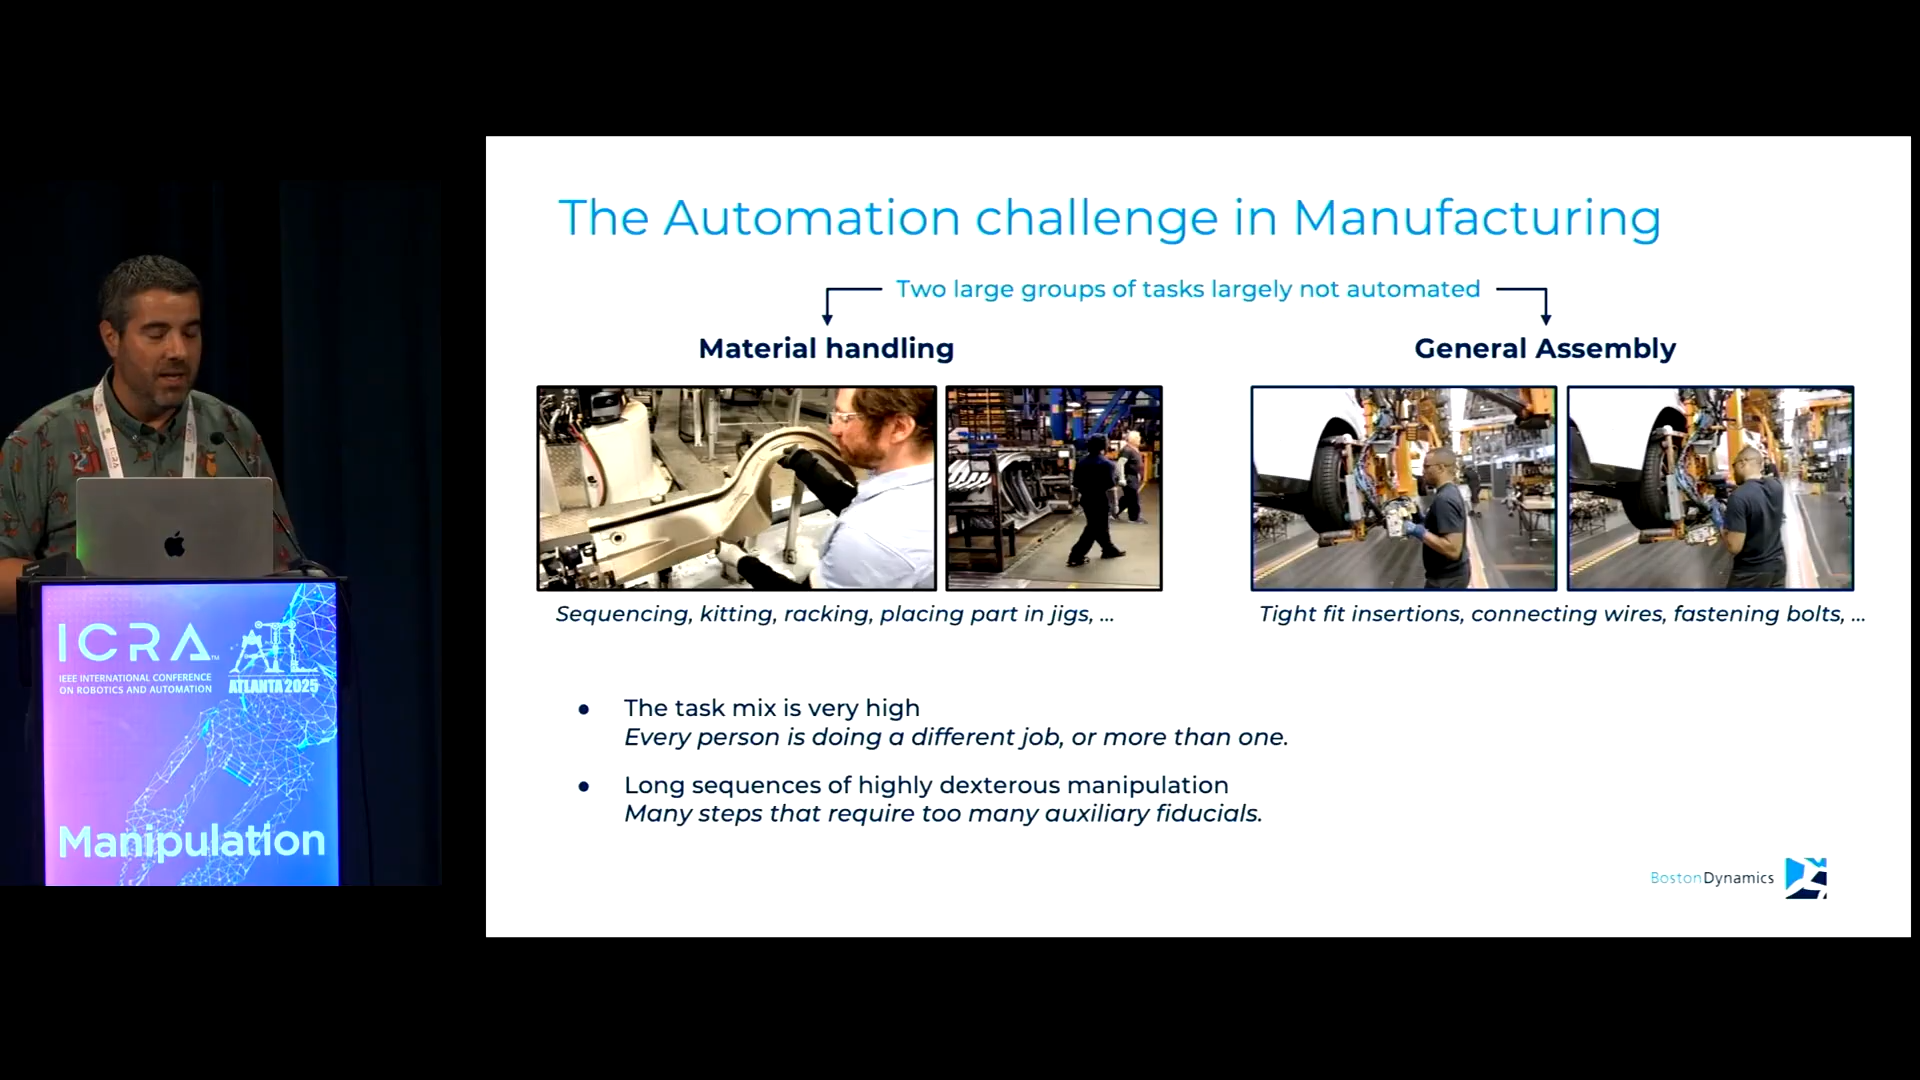 The Automation challenge in Manufacturing
Two large groups of tasks largely not automated
Material handling
General Assembly
Sequencing, kitting, racking, placing part in jigs, ...
Tight fit insertions, connecting wires, fastening bolts, ...
● The task mix is very high
Every person is doing a different job, or more than one.
● Long sequences of highly dexterous manipulation
Many steps that require too many auxiliary fiducials.
BostonDynamics
ICRA
ICRA™
ATL
IEEE INTERNATIONAL CONFERENCE
ON ROBOTICS AND AUTOMATION
ATLANTA 2025
Manipulation